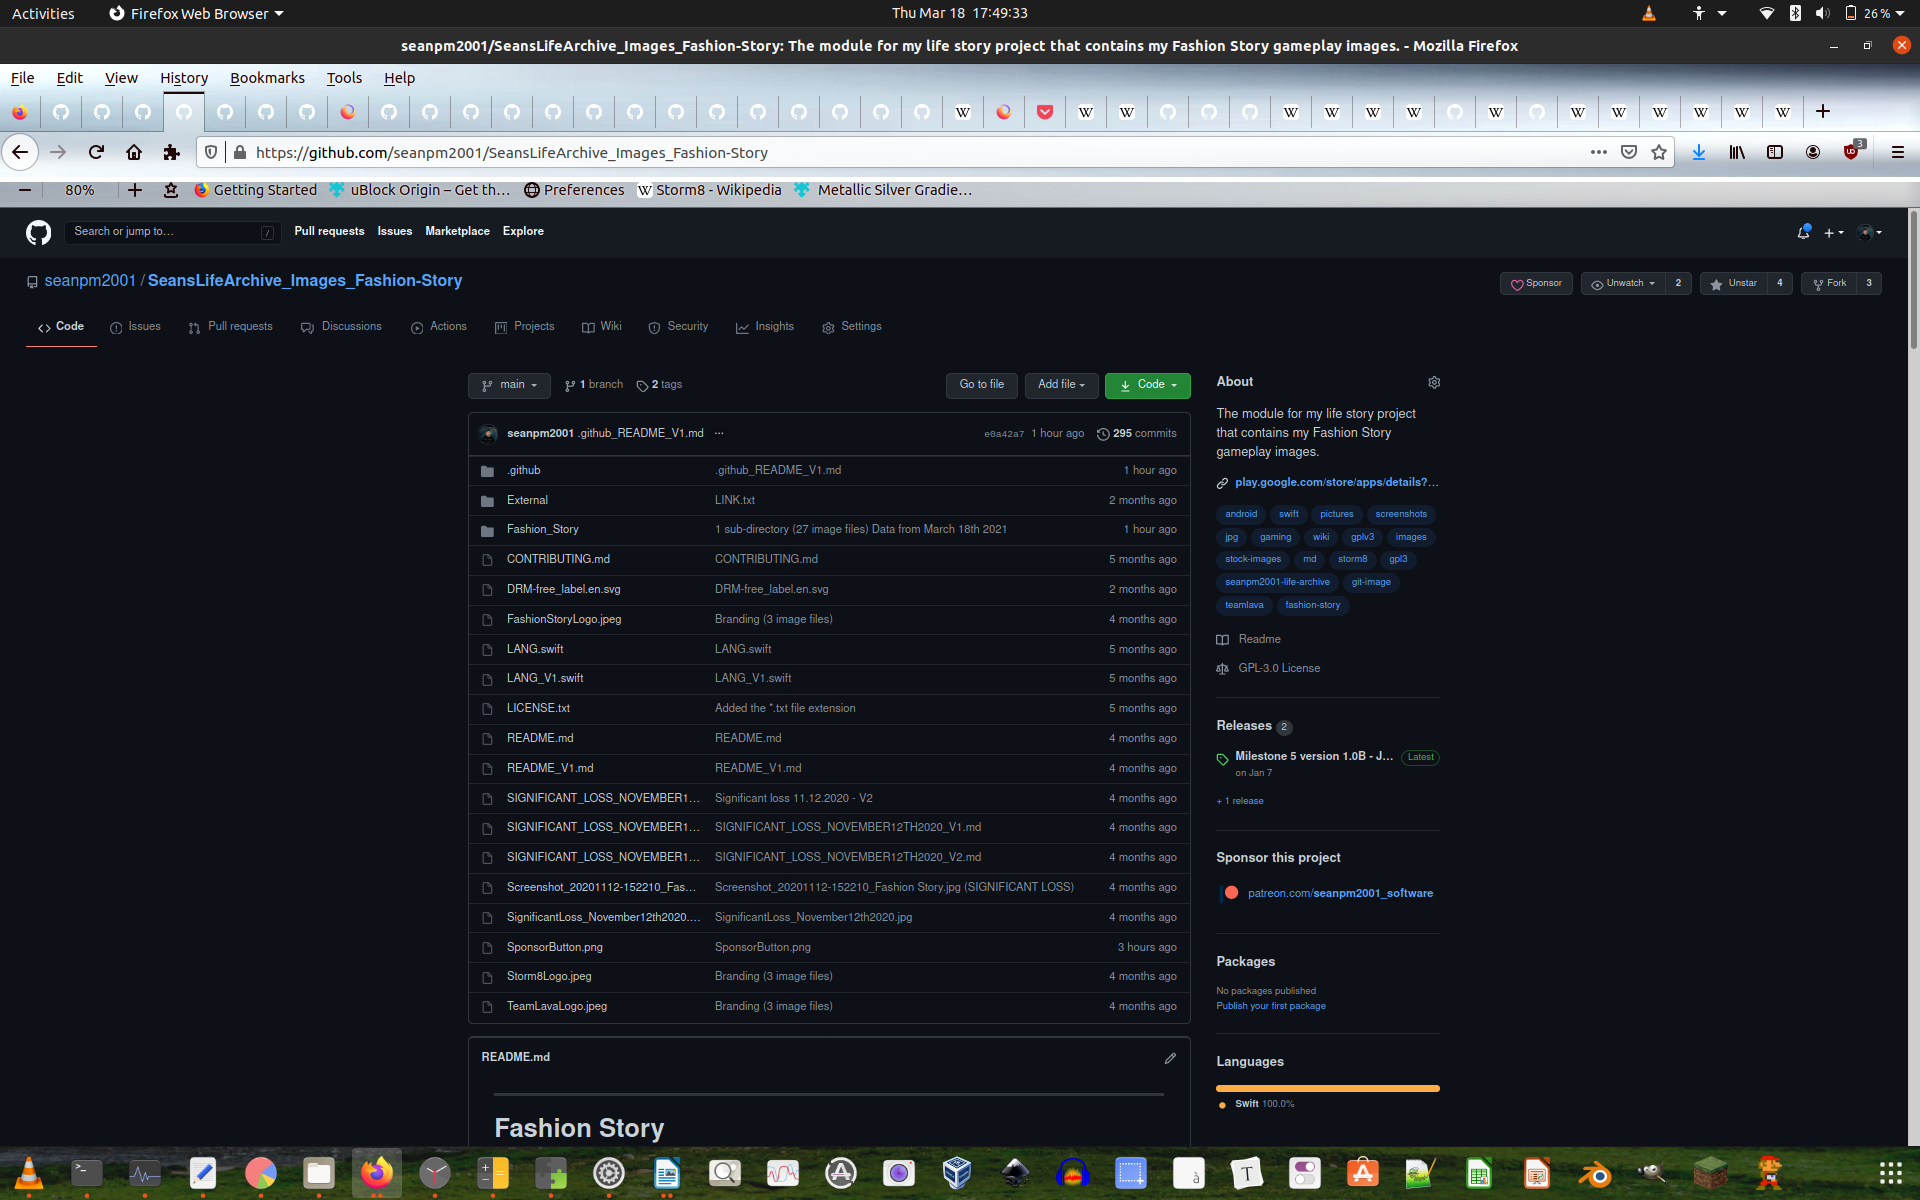 Activities Firefox Web Browser Thu Mar 18 17:49:33 26 %
seanpm2001/SeansLifeArchive_Images_Fashion-Story: The module for my life story project that contains my Fashion Story gameplay images. - Mozilla Firefox
File Edit View History Bookmarks Tools Help
https://github.com/seanpm2001/SeansLifeArchive_Images_Fashion-Story 3
80% Getting Started uBlock Origin – Get th… Preferences Storm8 - Wikipedia Metallic Silver Gradie…
Search or jump to… / Pull requests Issues Marketplace Explore
seanpm2001 / SeansLifeArchive_Images_Fashion-Story Sponsor Unwatch 2 Unstar 4 Fork 3
Code Issues Pull requests Discussions Actions Projects Wiki Security Insights Settings
main 1 branch 2 tags Go to file Add file Code
seanpm2001 .github_README_V1.md ... e0a42a7 1 hour ago 295 commits
.github .github_README_V1.md 1 hour ago
External LINK.txt 2 months ago
Fashion_Story 1 sub-directory (27 image files) Data from March 18th 2021 1 hour ago
CONTRIBUTING.md CONTRIBUTING.md 5 months ago
DRM-free_label.en.svg DRM-free_label.en.svg 2 months ago
FashionStoryLogo.jpeg Branding (3 image files) 4 months ago
LANG.swift LANG.swift 5 months ago
LANG_V1.swift LANG_V1.swift 5 months ago
LICENSE.txt Added the *.txt file extension 5 months ago
README.md README.md 4 months ago
README_V1.md README_V1.md 4 months ago
SIGNIFICANT_LOSS_NOVEMBER1… Significant loss 11.12.2020 - V2 4 months ago
SIGNIFICANT_LOSS_NOVEMBER1… SIGNIFICANT_LOSS_NOVEMBER12TH2020_V1.md 4 months ago
SIGNIFICANT_LOSS_NOVEMBER1… SIGNIFICANT_LOSS_NOVEMBER12TH2020_V2.md 4 months ago
Screenshot_20201112-152210_Fas… Screenshot_20201112-152210_Fashion Story.jpg (SIGNIFICANT LOSS) 4 months ago
SignificantLoss_November12th2020.… SignificantLoss_November12th2020.jpg 4 months ago
SponsorButton.png SponsorButton.png 3 hours ago
Storm8Logo.jpeg Branding (3 image files) 4 months ago
TeamLavaLogo.jpeg Branding (3 image files) 4 months ago
README.md
Fashion Story
About
The module for my life story project
that contains my Fashion Story
gameplay images.
play.google.com/store/apps/details?…
android swift pictures screenshots
jpg gaming wiki gplv3 images
stock-images md storm8 gpl3
seanpm2001-life-archive git-image
teamlava fashion-story
Readme
GPL-3.0 License
Releases 2
Milestone 5 version 1.0B - J… Latest
on Jan 7
+ 1 release
Sponsor this project
patreon.com/seanpm2001_software
Packages
No packages published
Publish your first package
Languages
Swift 100.0%